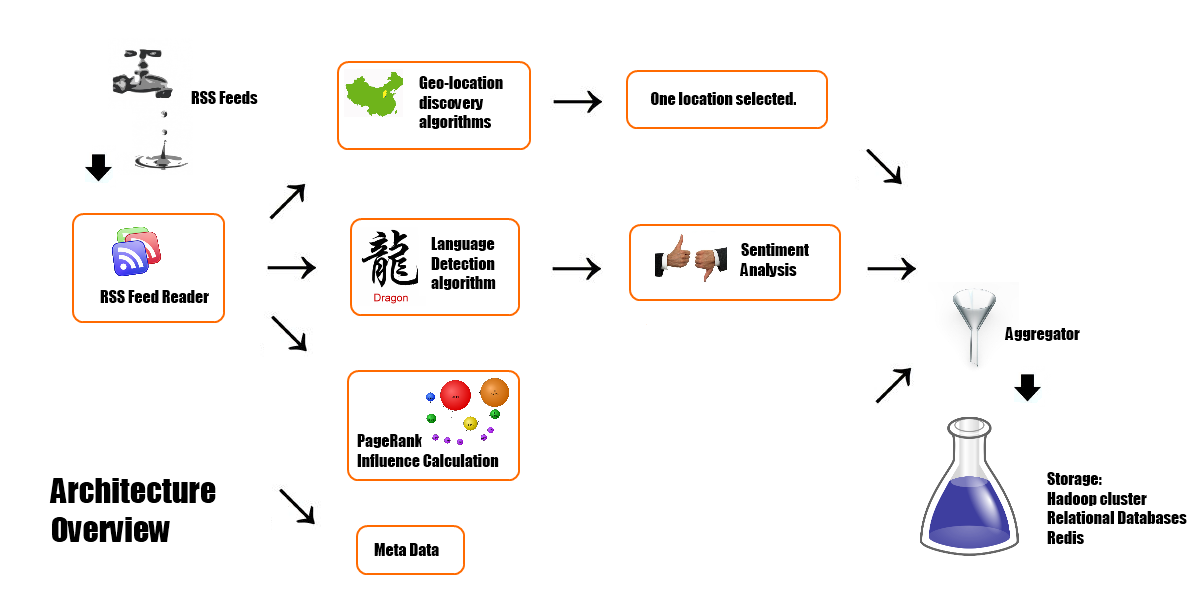 RSS Feeds
RSS Feed Reader
Geo-location
discovery
algorithms
One location selected.
龍
Dragon
Language
Detection
algorithm
Sentiment
Analysis
PageRank
Influence Calculation
Meta Data
Aggregator
Storage:
Hadoop cluster
Relational Databases
Redis
Architecture
Overview